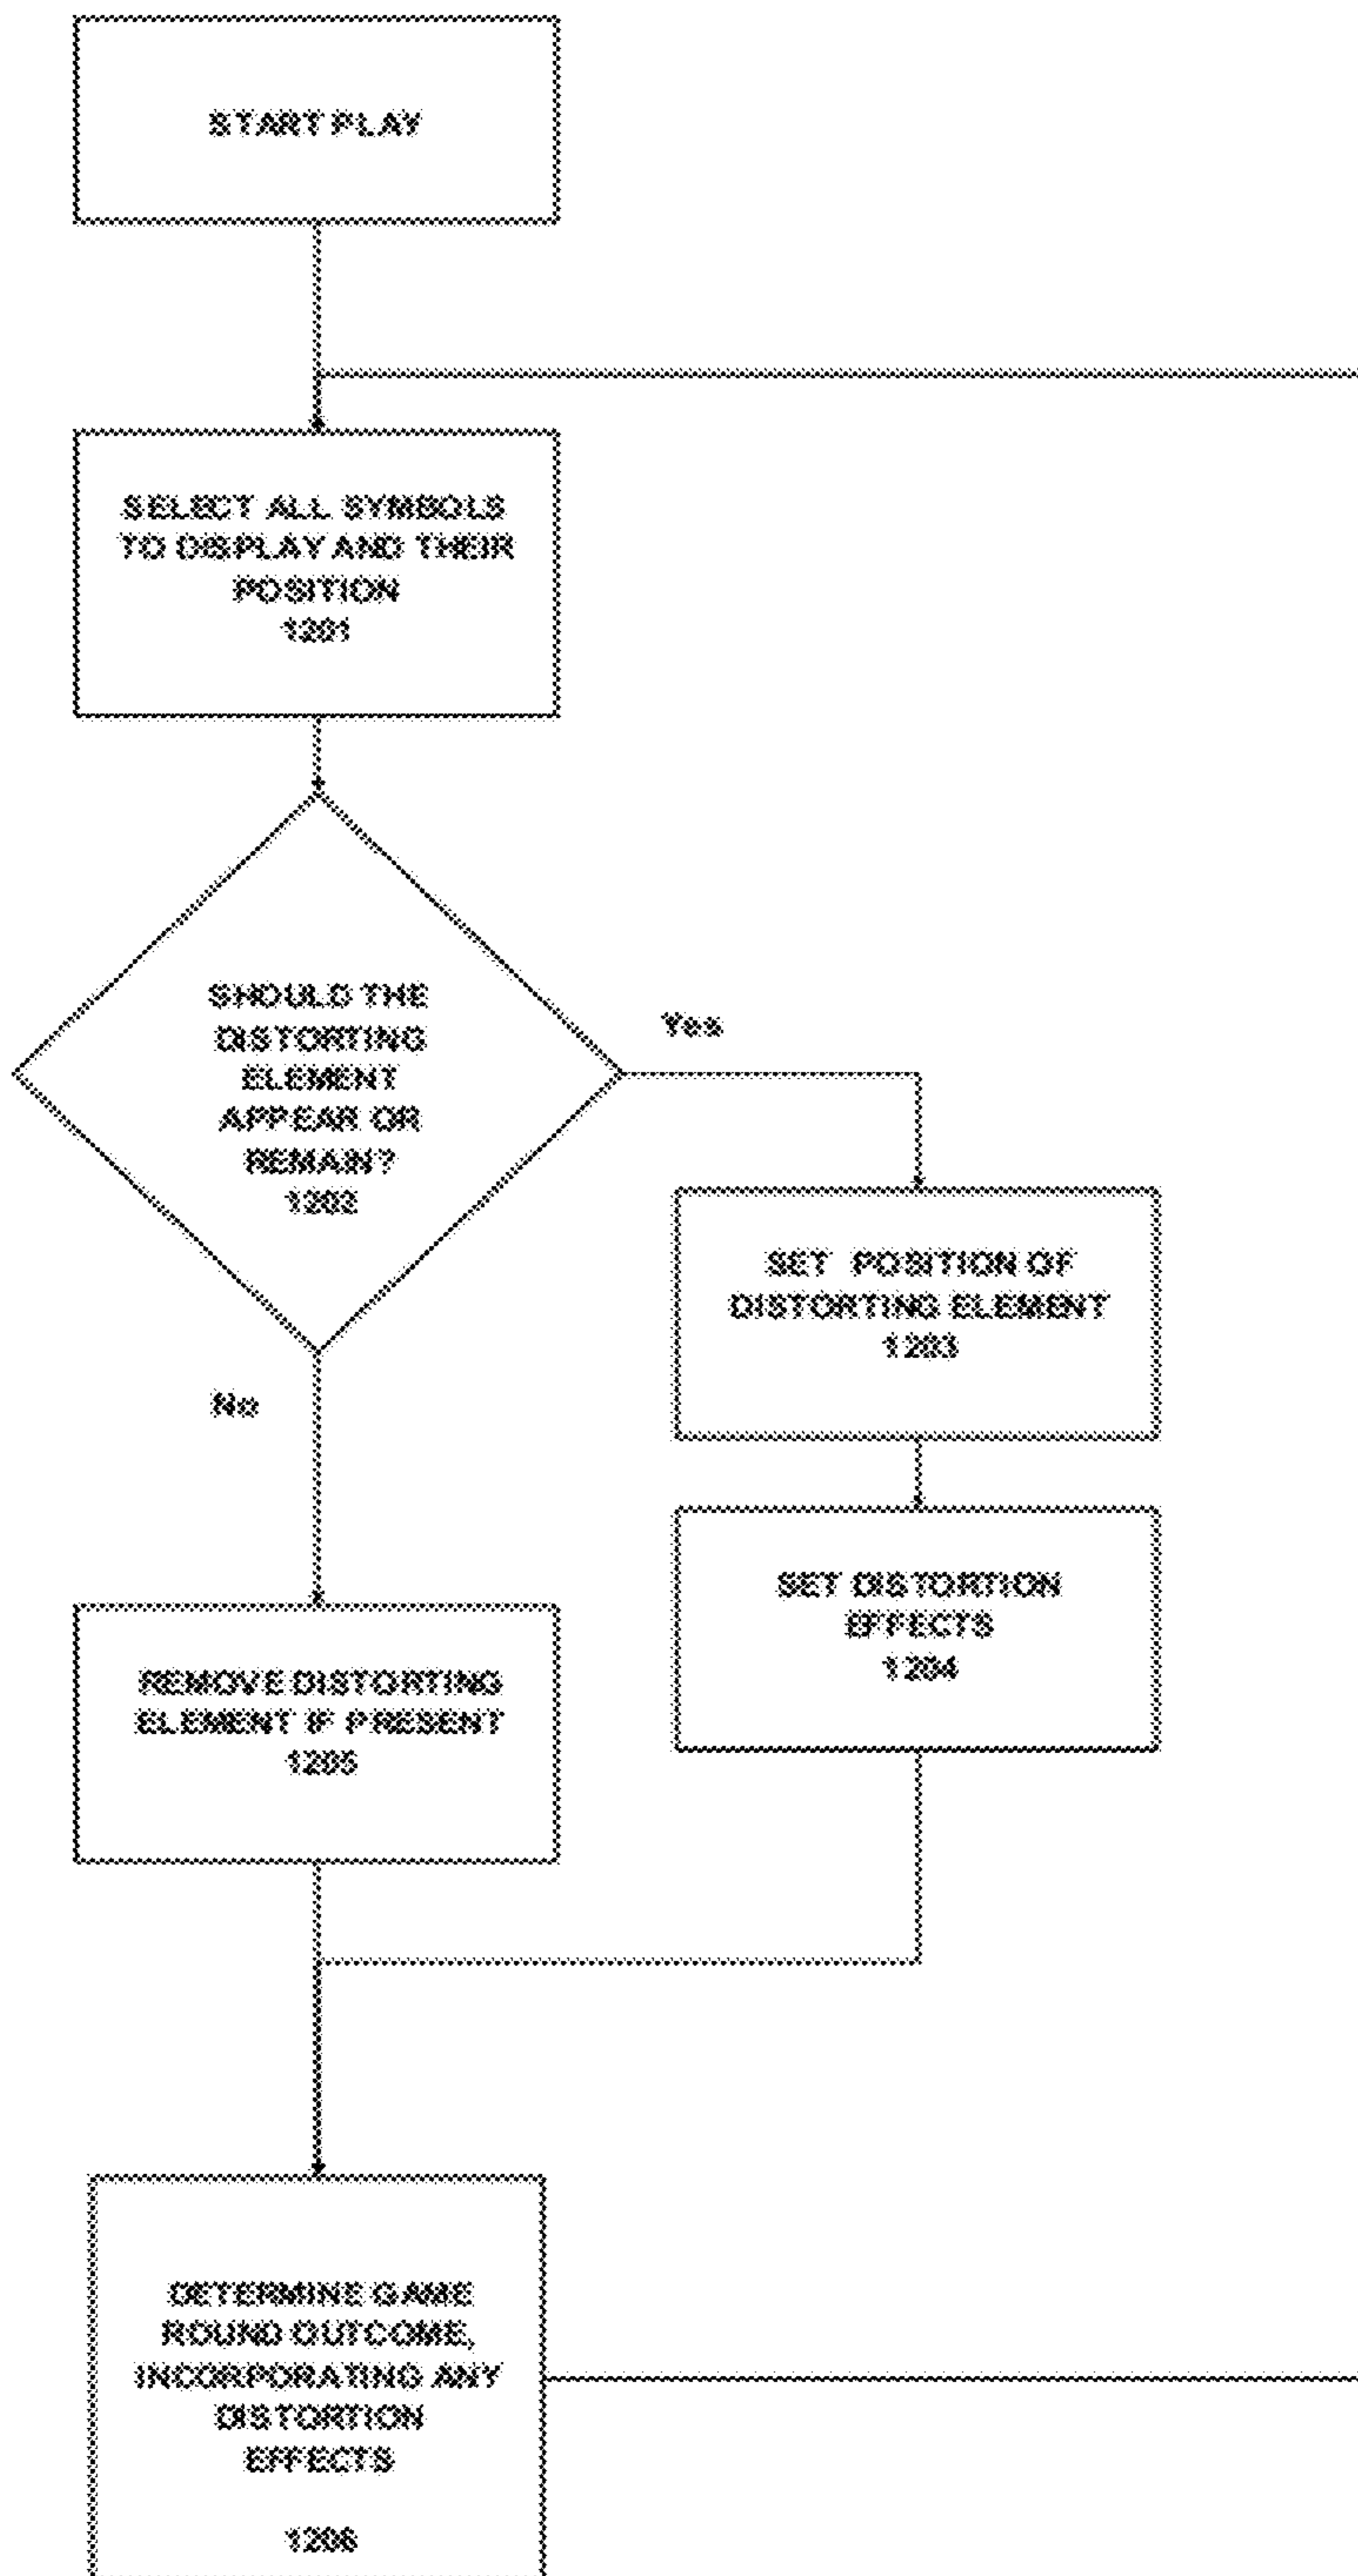 START PLAY
SELECT ALL SYMBOLS
TO DISPLAY AND THEIR
POSITION
1201
SHOULD THE
DISTORTING
ELEMENT
APPEAR OR
REMAIN?
1202
Yes
SET POSITION OF
DISTORTING ELEMENT
1203
No
SET DISTORTION
EFFECTS
1204
REMOVE DISTORTING
ELEMENT IF PRESENT
1205
DETERMINE GAME
ROUND OUTCOME,
INCORPORATING ANY
DISTORTION
EFFECTS
1206